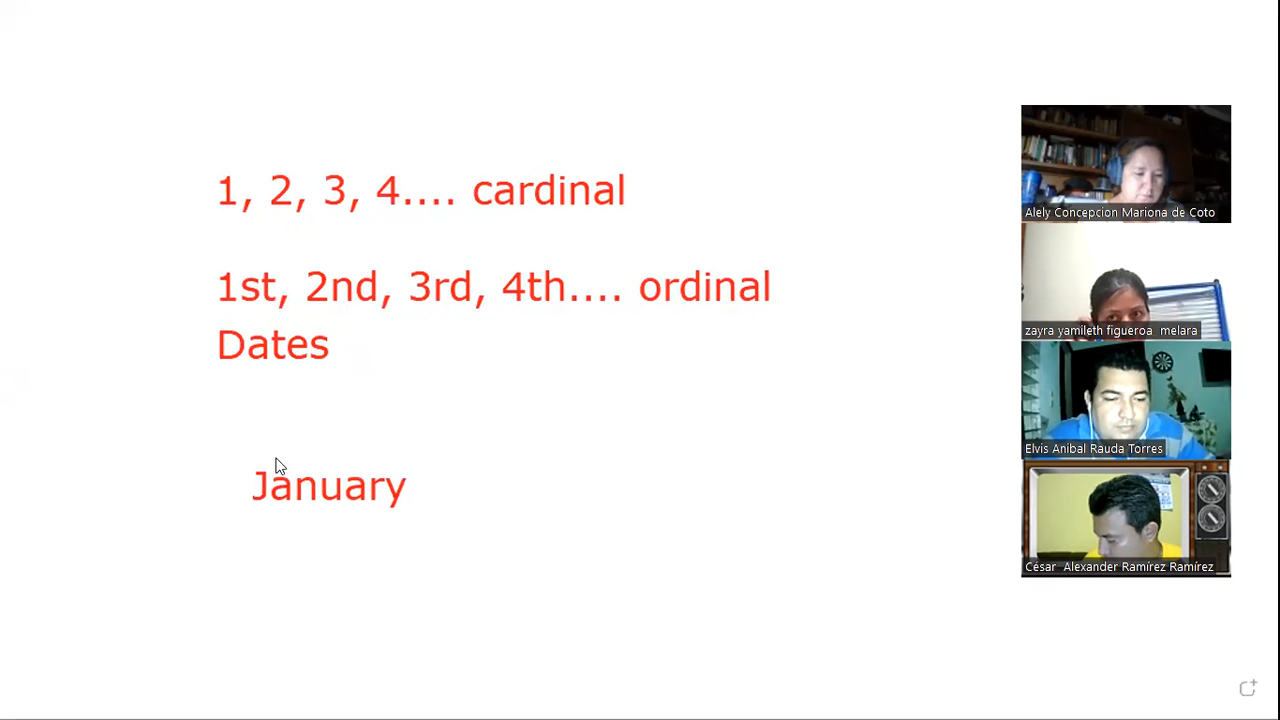 1, 2, 3, 4.... cardinal
1st, 2nd, 3rd, 4th.... ordinal
Dates
January
Alely Concepcion Mariona de Coto
zayra yamileth figueroa melara
Elvis Anibal Rauda Torres
César Alexander Ramírez Ramírez